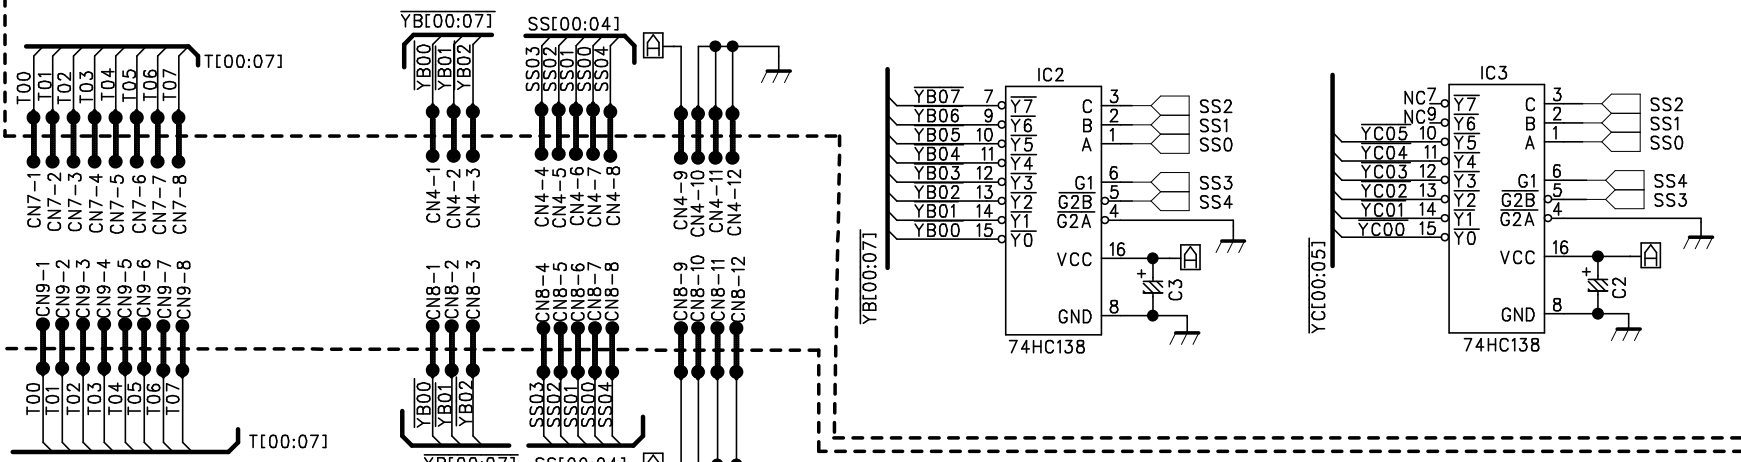 YB[00:07]
SS[00:04]
A
T[00:07]
T00
T01
T02
T03
T04
T05
T06
T07
YB00
YB01
YB02
SS03
SS02
SS01
SS00
SS04
CN7-1
CN7-2
CN7-3
CN7-4
CN7-5
CN7-6
CN7-7
CN7-8
CN4-1
CN4-2
CN4-3
CN4-4
CN4-5
CN4-6
CN4-7
CN4-8
CN4-9
CN4-10
CN4-11
CN4-12
CN9-1
CN9-2
CN9-3
CN9-4
CN9-5
CN9-6
CN9-7
CN9-8
CN8-1
CN8-2
CN8-3
CN8-4
CN8-5
CN8-6
CN8-7
CN8-8
CN8-9
CN8-10
CN8-11
CN8-12
T00
T01
T02
T03
T04
T05
T06
T07
YB00
YB01
YB02
SS03
SS02
SS01
SS00
SS04
T[00:07]
YB[00:07]
SS[00:04]
A
IC2
YB07 7 Y7 C 3 SS2
YB06 9 Y6 B 2 SS1
YB05 10 Y5 A 1 SS0
YB04 11 Y4
YB03 12 Y3 G1 6 SS3
YB02 13 Y2 G2B 5 SS4
YB01 14 Y1 G2A 4
YB00 15 Y0
VCC 16 A
+ C3
GND 8
74HC138
YB[00:07]
IC3
NC 7 Y7 C 3 SS2
NC 9 Y6 B 2 SS1
YC05 10 Y5 A 1 SS0
YC04 11 Y4
YC03 12 Y3 G1 6 SS4
YC02 13 Y2 G2B 5 SS3
YC01 14 Y1 G2A 4
YC00 15 Y0
VCC 16 A
+ C2
GND 8
74HC138
YC[00:05]